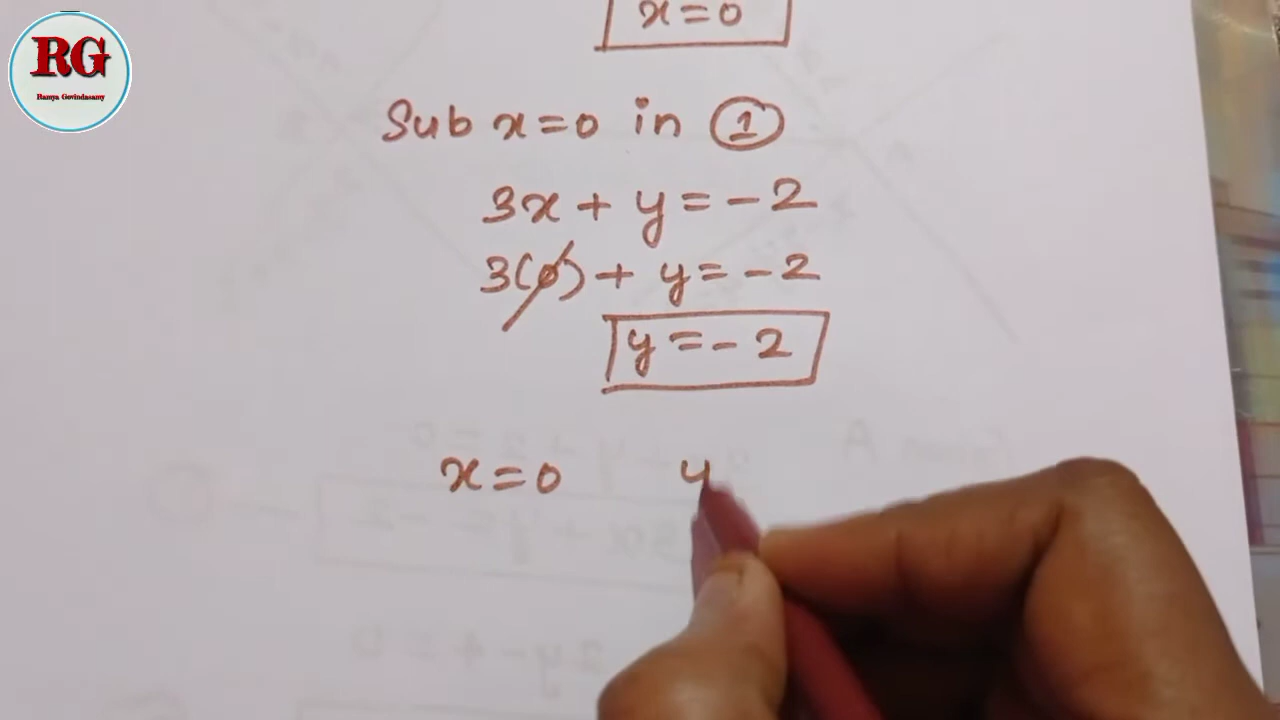 RG
Ramya Govindasamy
x=0
Sub x=0 in ①
3x + y = -2
3(0) + y = -2
y = -2
x=0 y